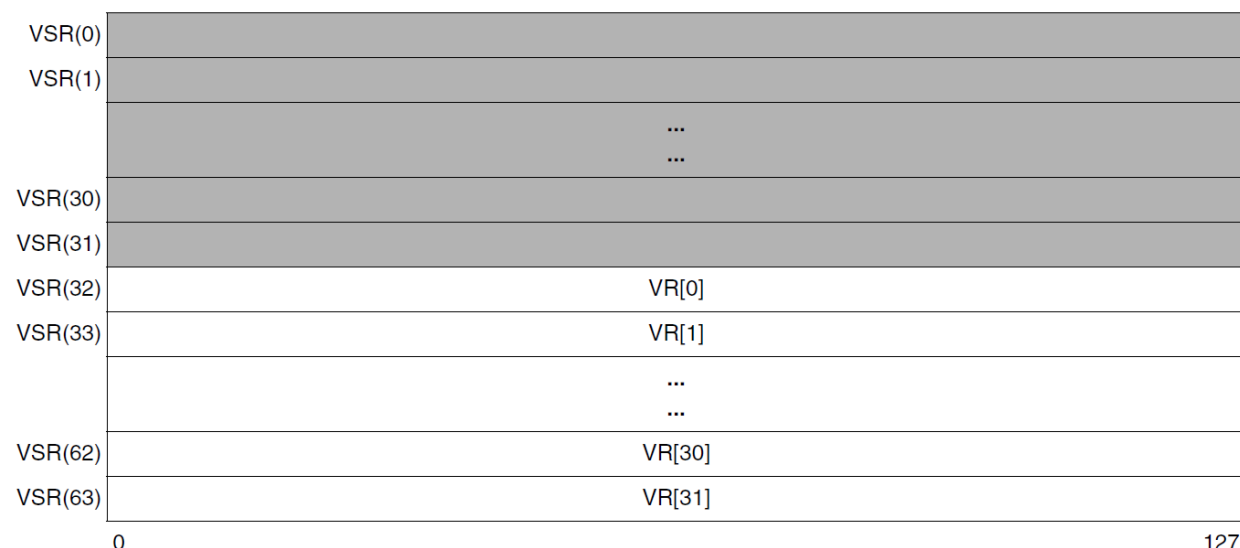 VSR(0)
VSR(1)
...
...
VSR(30)
VSR(31)
VSR(32) VR[0]
VSR(33) VR[1]
...
...
VSR(62) VR[30]
VSR(63) VR[31]
0 127